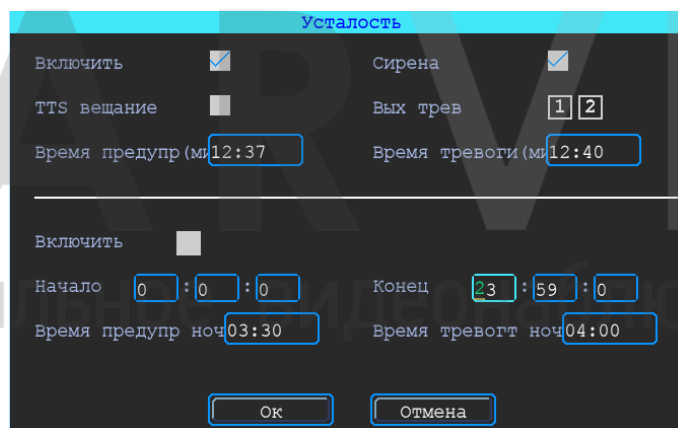 Усталость
Включить Сирена
TTS вещание Вых трев 1 2
Время предупр(ми 12:37 Время тревоги(ми 12:40
Включить
Начало 0 : 0 : 0 Конец 23 : 59 : 0
Время предупр ноч 03:30 Время тревогт ноч 04:00
Ок Отмена